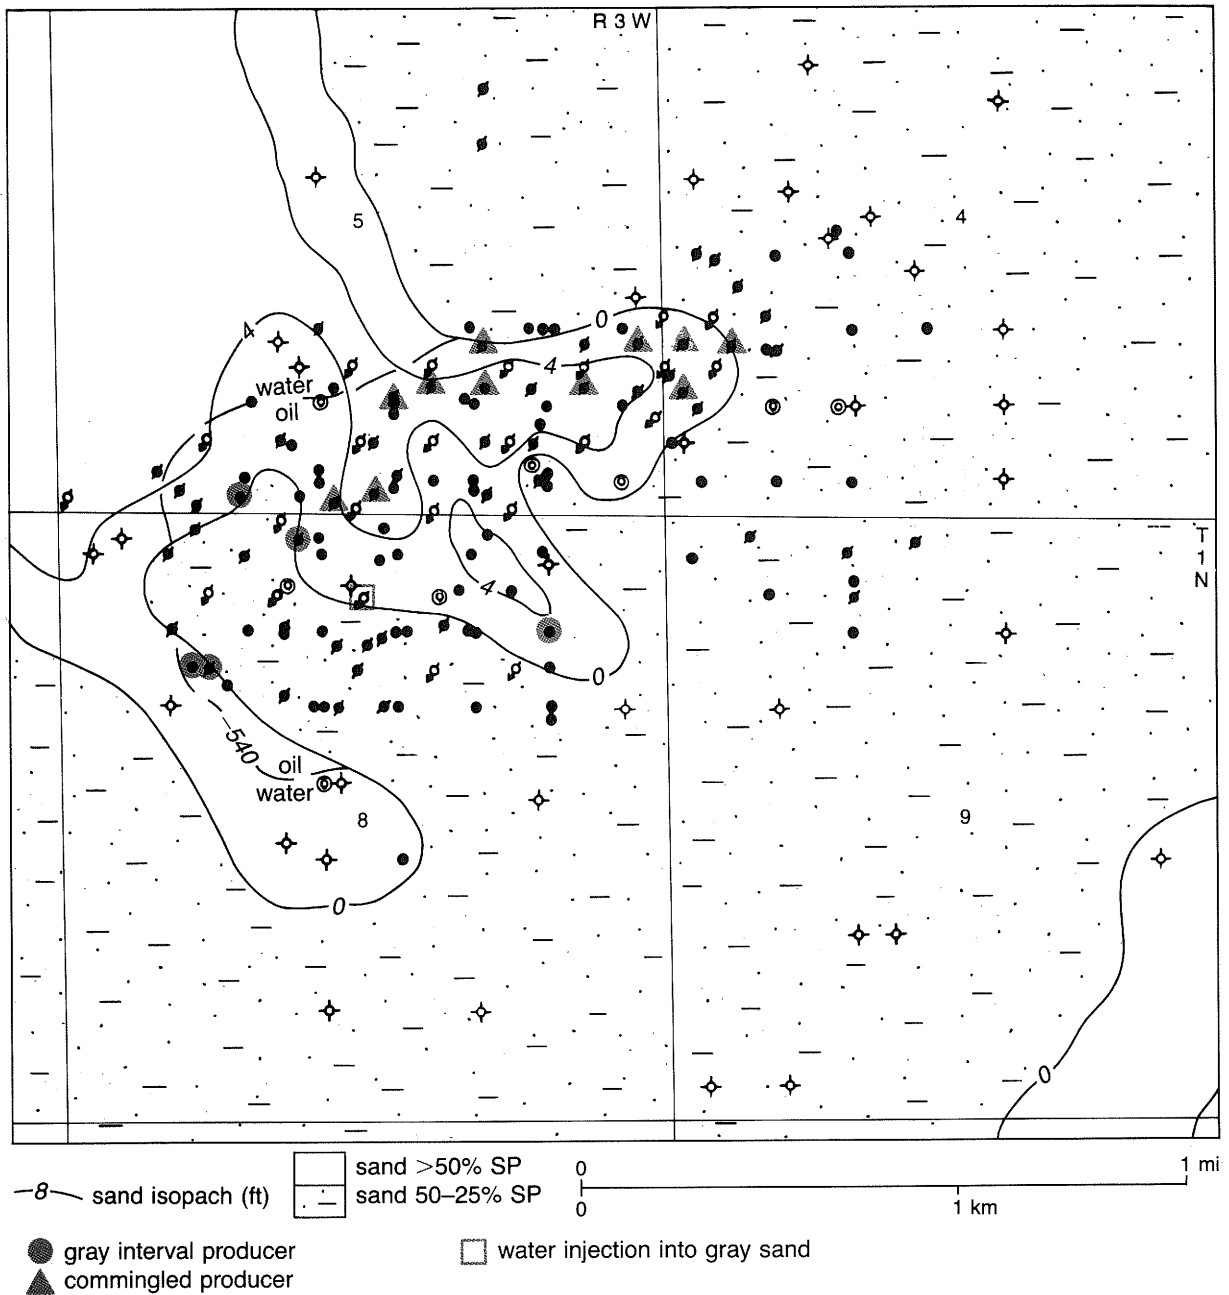 R 3 W
5
4
0
4
4
water
oil
T
1
N
4
0
-540
oil
water
8
9
0
0
0 1 mi
0 1 km
-8- sand isopach (ft)
sand >50% SP
sand 50–25% SP
gray interval producer
water injection into gray sand
commingled producer